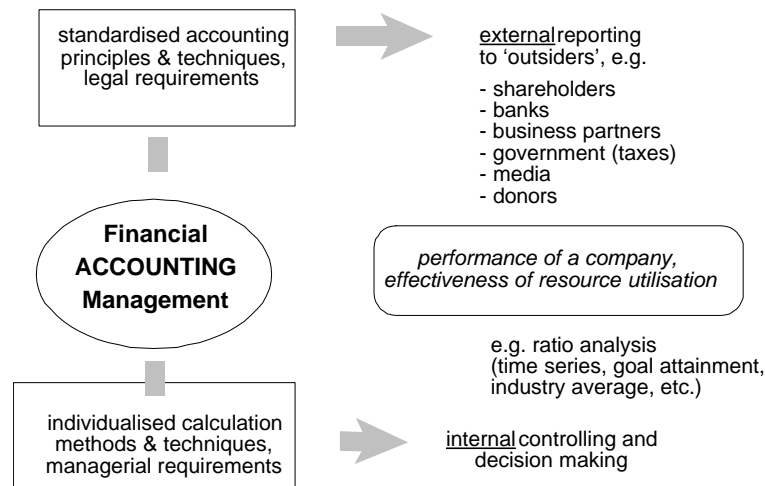 standardised accounting
principles & techniques,
legal requirements
external reporting
to ‘outsiders’, e.g.
- shareholders
- banks
- business partners
- government (taxes)
- media
- donors
Financial
ACCOUNTING
Management
performance of a company,
effectiveness of resource utilisation
e.g. ratio analysis
(time series, goal attainment,
industry average, etc.)
individualised calculation
methods & techniques,
managerial requirements
internal controlling and
decision making